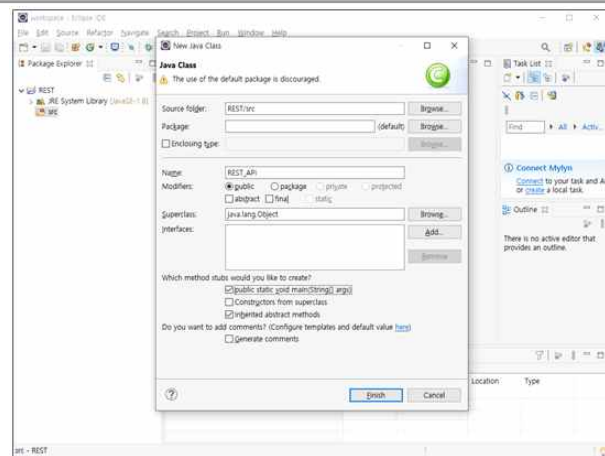 workspace - Eclipse IDE
File Edit Source Refactor Navigate Search Project Run Window Help
Package Explorer
REST
JRE System Library [JavaSE-1.8]
src
New Java Class
Java Class
The use of the default package is discouraged.
Source folder: REST/src Browse...
Package: (default) Browse...
Enclosing type: Browse...
Name: REST_API
Modifiers: public package private protected
abstract final static
Superclass: java.lang.Object Browse...
Interfaces: Add...
Remove
Which method stubs would you like to create?
public static void main(String[] args)
Constructors from superclass
Inherited abstract methods
Do you want to add comments? (Configure templates and default value here)
Generate comments
Finish Cancel
Task List
Find All Activ...
Connect Mylyn
Connect to your task and A
or create a local task.
Outline
There is no active editor that
provides an outline.
Location Type
src - REST